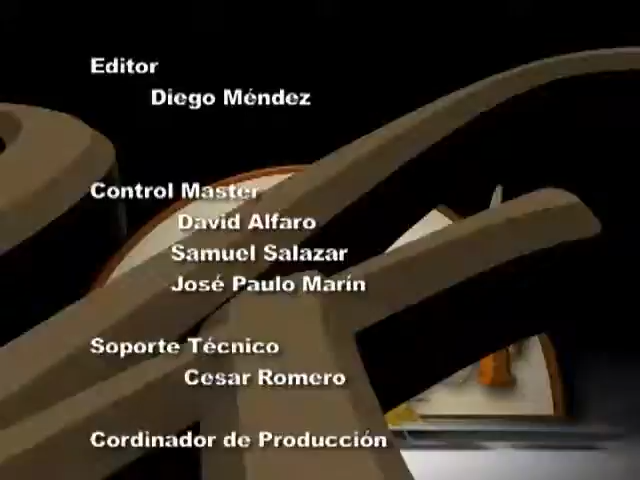 Editor
Diego Méndez
Control Master
David Alfaro
Samuel Salazar
José Paulo Marín
Soporte Técnico
Cesar Romero
Cordinador de Producción